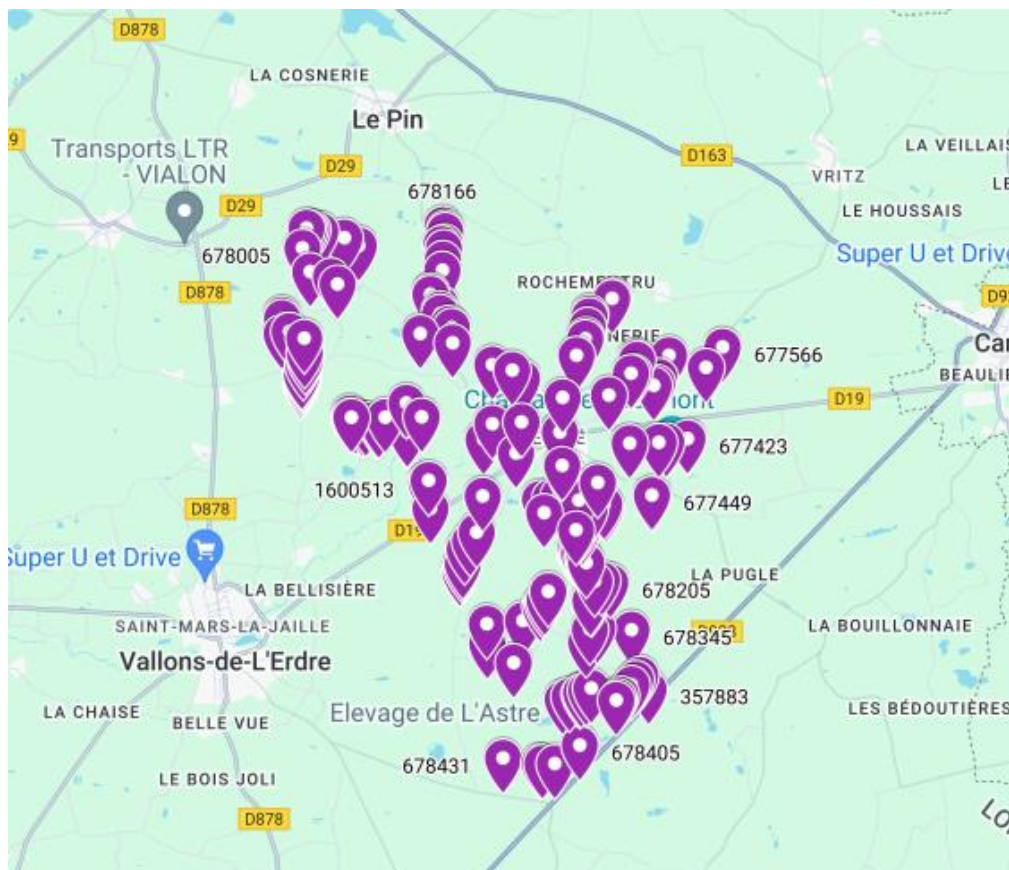 D878
LA COSNERIE
Le Pin
Transports LTR
- VIALON
D29
D163
LA VEILLAIS
VRITZ
678166
D29
LE HOUSSAIS
678005
Super U et Drive
D878
ROCHEMENTRU
677566
BEAULIE
D19
677423
1600513
677449
D878
Super U et Drive
LA BELLISIÈRE
678205
LA PUGLE
SAINT-MARS-LA-JAILLE
678345
LA BOUILLONNAIE
Vallons-de-L'Erdre
LA CHAISE
BELLE VUE
Elevage de L'Astre
357883
LES BÉDOUTIÈRES
678431
678405
LE BOIS JOLI
D878